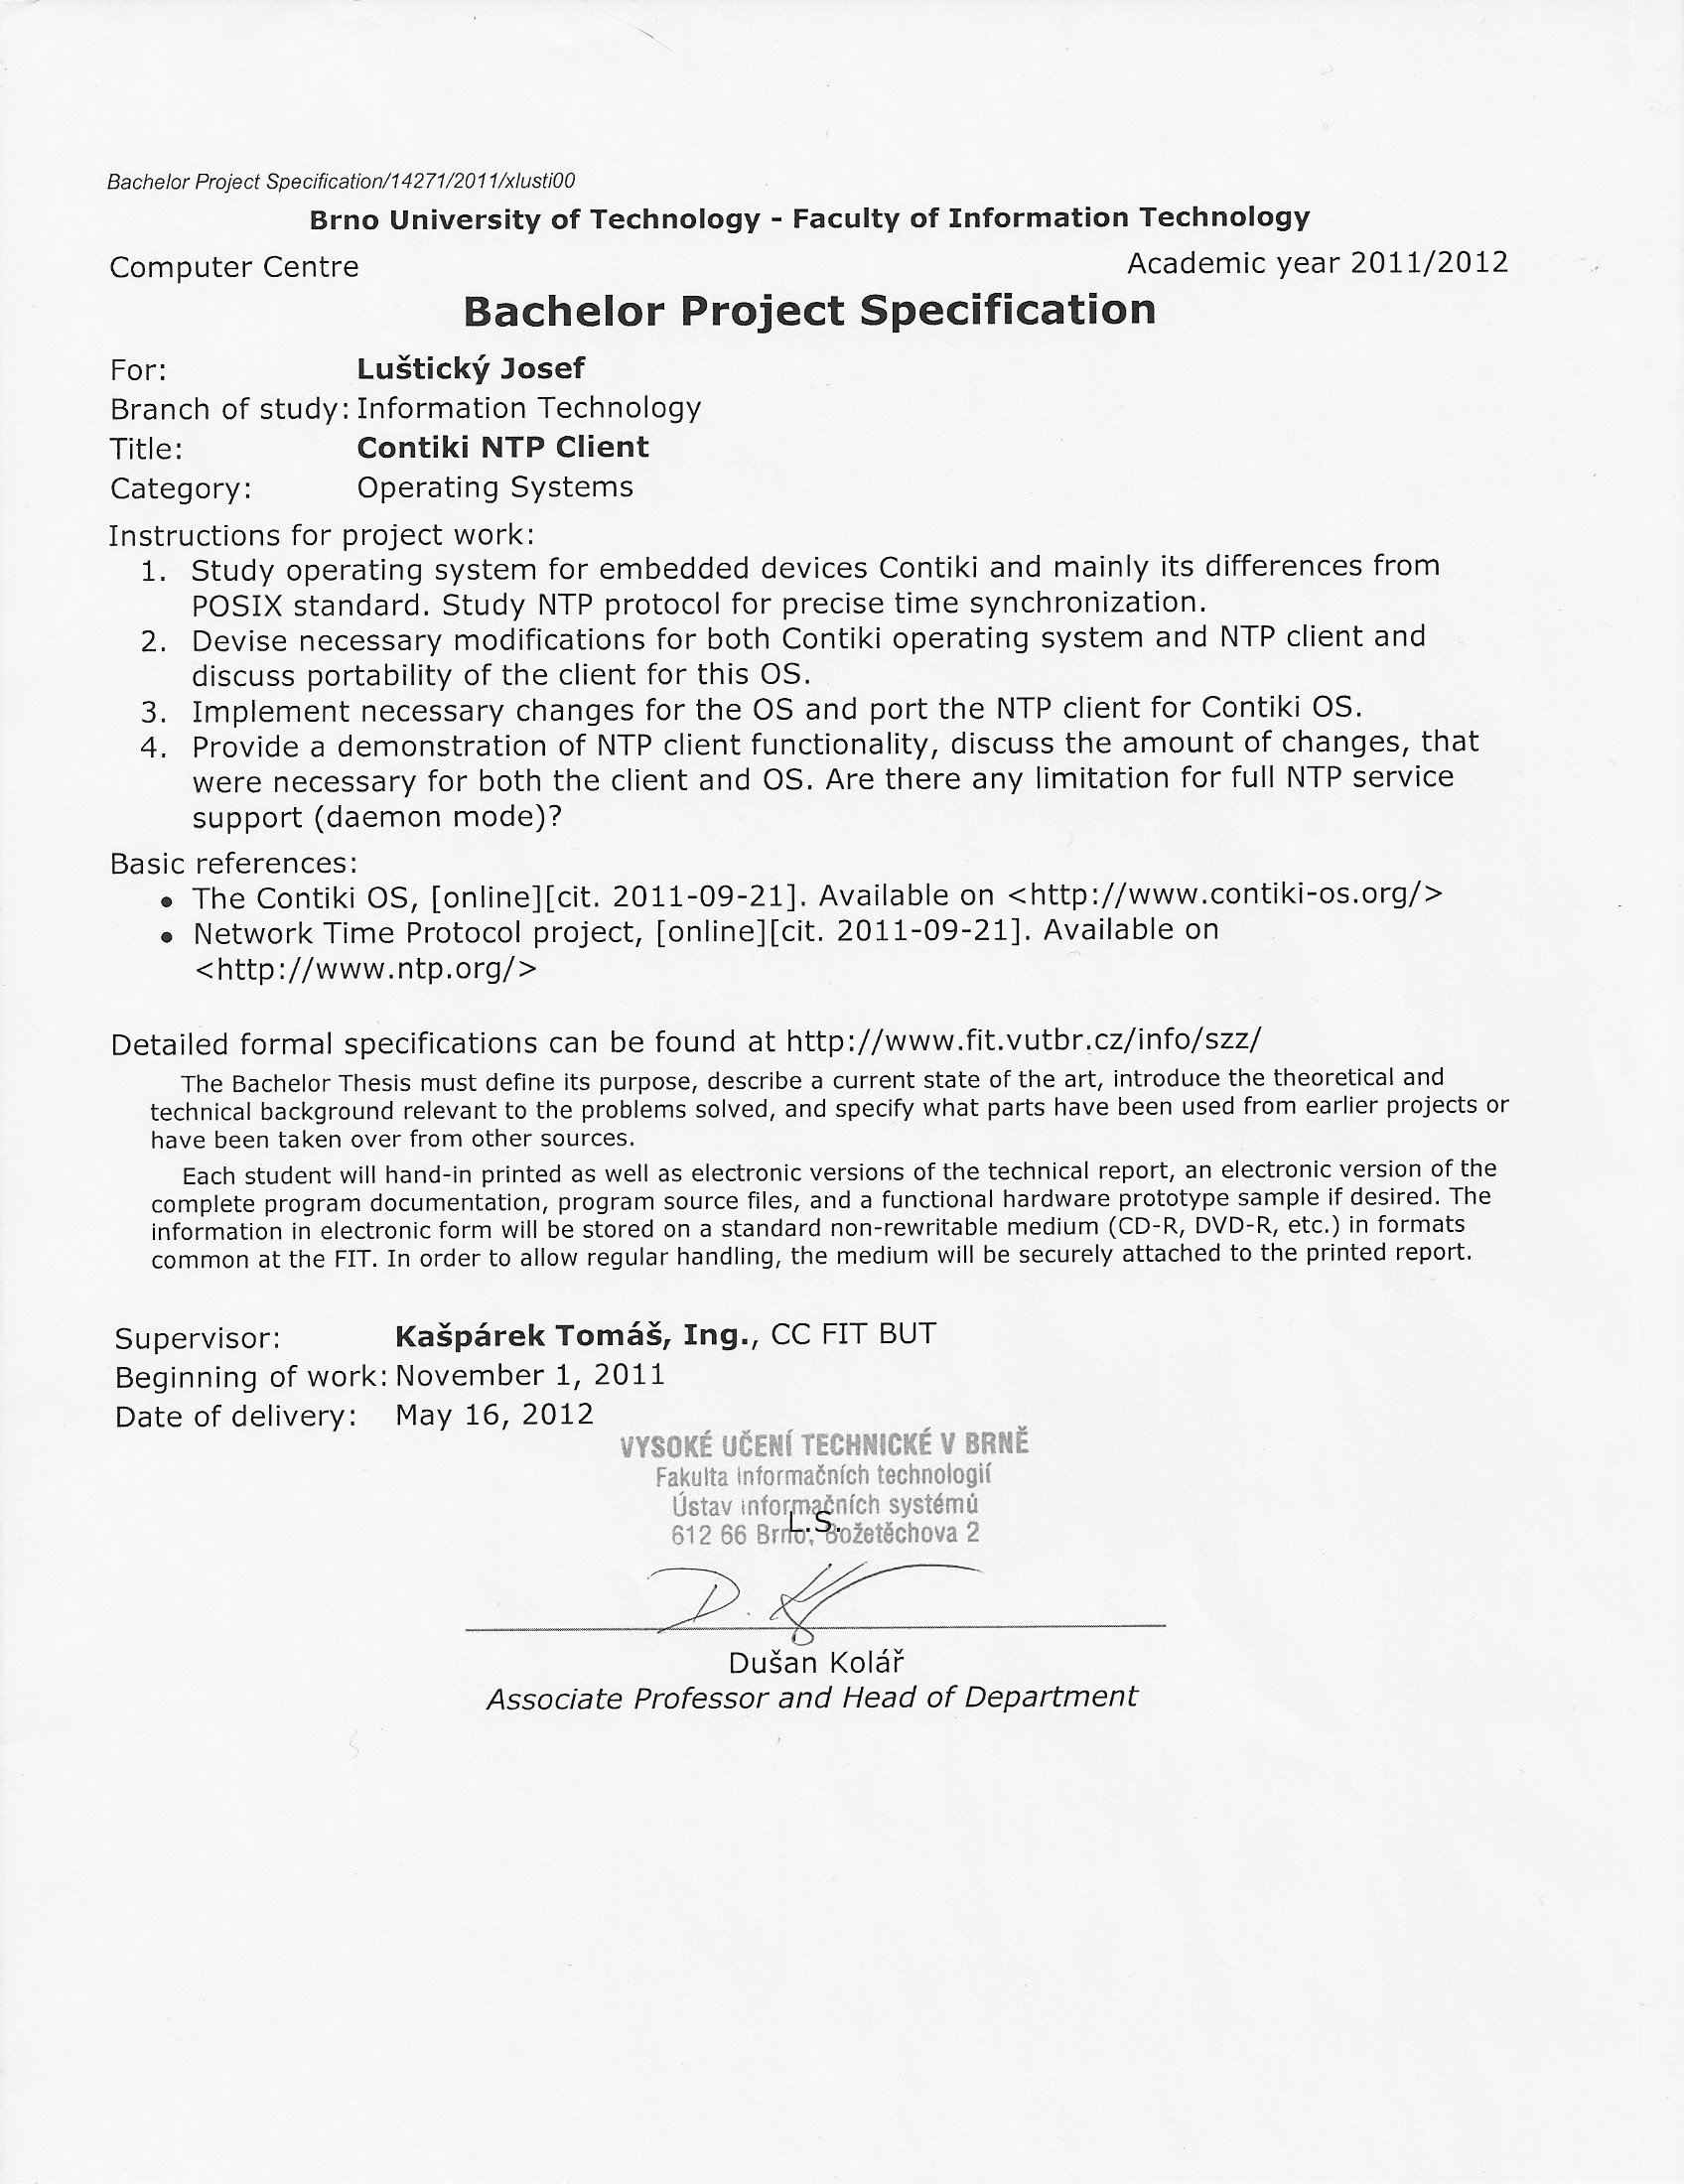 Bachelor Project Specification/14271/2011/xlusti00
Brno University of Technology - Faculty of Information Technology
Computer Centre Academic year 2011/2012
Bachelor Project Specification
For: Luštický Josef
Branch of study: Information Technology
Title: Contiki NTP Client
Category: Operating Systems
Instructions for project work:
1. Study operating system for embedded devices Contiki and mainly its differences from
POSIX standard. Study NTP protocol for precise time synchronization.
2. Devise necessary modifications for both Contiki operating system and NTP client and
discuss portability of the client for this OS.
3. Implement necessary changes for the OS and port the NTP client for Contiki OS.
4. Provide a demonstration of NTP client functionality, discuss the amount of changes, that
were necessary for both the client and OS. Are there any limitation for full NTP service
support (daemon mode)?
Basic references:
• The Contiki OS, [online][cit. 2011-09-21]. Available on <http://www.contiki-os.org/>
• Network Time Protocol project, [online][cit. 2011-09-21]. Available on
<http://www.ntp.org/>
Detailed formal specifications can be found at http://www.fit.vutbr.cz/info/szz/
The Bachelor Thesis must define its purpose, describe a current state of the art, introduce the theoretical and
technical background relevant to the problems solved, and specify what parts have been used from earlier projects or
have been taken over from other sources.
Each student will hand-in printed as well as electronic versions of the technical report, an electronic version of the
complete program documentation, program source files, and a functional hardware prototype sample if desired. The
information in electronic form will be stored on a standard non-rewritable medium (CD-R, DVD-R, etc.) in formats
common at the FIT. In order to allow regular handling, the medium will be securely attached to the printed report.
Supervisor: Kašpárek Tomáš, Ing., CC FIT BUT
Beginning of work: November 1, 2011
Date of delivery: May 16, 2012
VYSOKÉ UČENÍ TECHNICKÉ V BRNĚ
Fakulta informačních technologií
Ústav informačních systémů
L.S.
612 66 Brno, Božetěchova 2
Dušan Kolář
Associate Professor and Head of Department